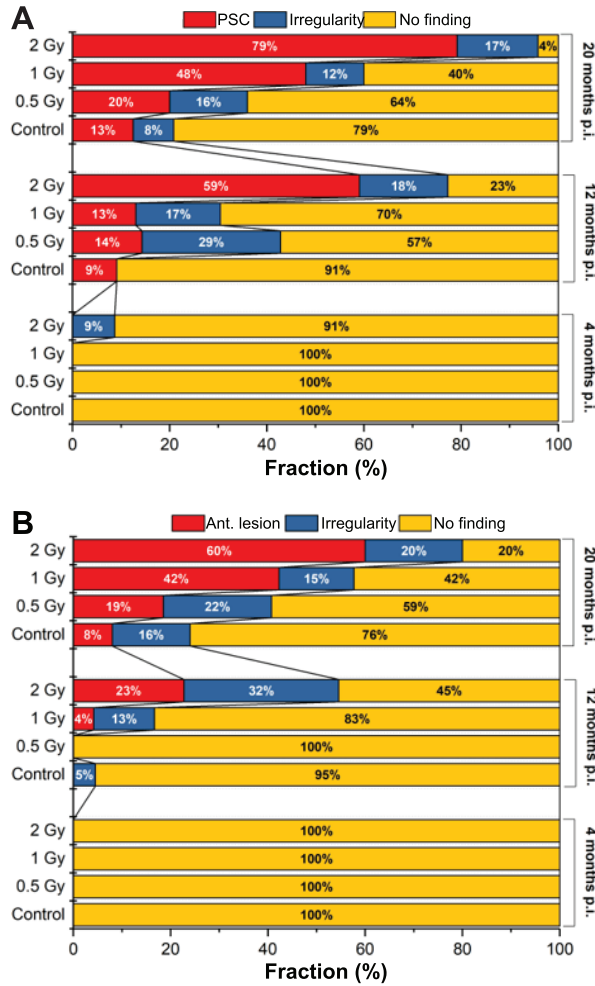 A
PSC Irregularity No finding
2 Gy 79% 17% 4%
1 Gy 48% 12% 40%
0.5 Gy 20% 16% 64%
Control 13% 8% 79%
20 months p.i.
2 Gy 59% 18% 23%
1 Gy 13% 17% 70%
0.5 Gy 14% 29% 57%
Control 9% 91%
12 months p.i.
2 Gy 9% 91%
1 Gy 100%
0.5 Gy 100%
Control 100%
4 months p.i.
0 20 40 60 80 100
Fraction (%)
B
Ant. lesion Irregularity No finding
2 Gy 60% 20% 20%
1 Gy 42% 15% 42%
0.5 Gy 19% 22% 59%
Control 8% 16% 76%
20 months p.i.
2 Gy 23% 32% 45%
1 Gy 4% 13% 83%
0.5 Gy 100%
Control 5% 95%
12 months p.i.
2 Gy 100%
1 Gy 100%
0.5 Gy 100%
Control 100%
4 months p.i.
0 20 40 60 80 100
Fraction (%)